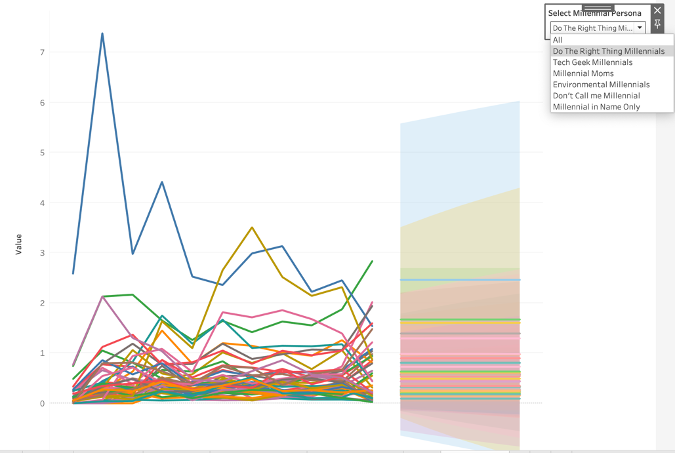 Select Millennial Persona
Do The Right Thing Mi...
All
Do The Right Thing Millennials
Tech Geek Millennials
Millennial Moms
Environmental Millennials
Don't Call me Millennial
Millennial in Name Only
7
6
5
4
3
2
1
0
Value